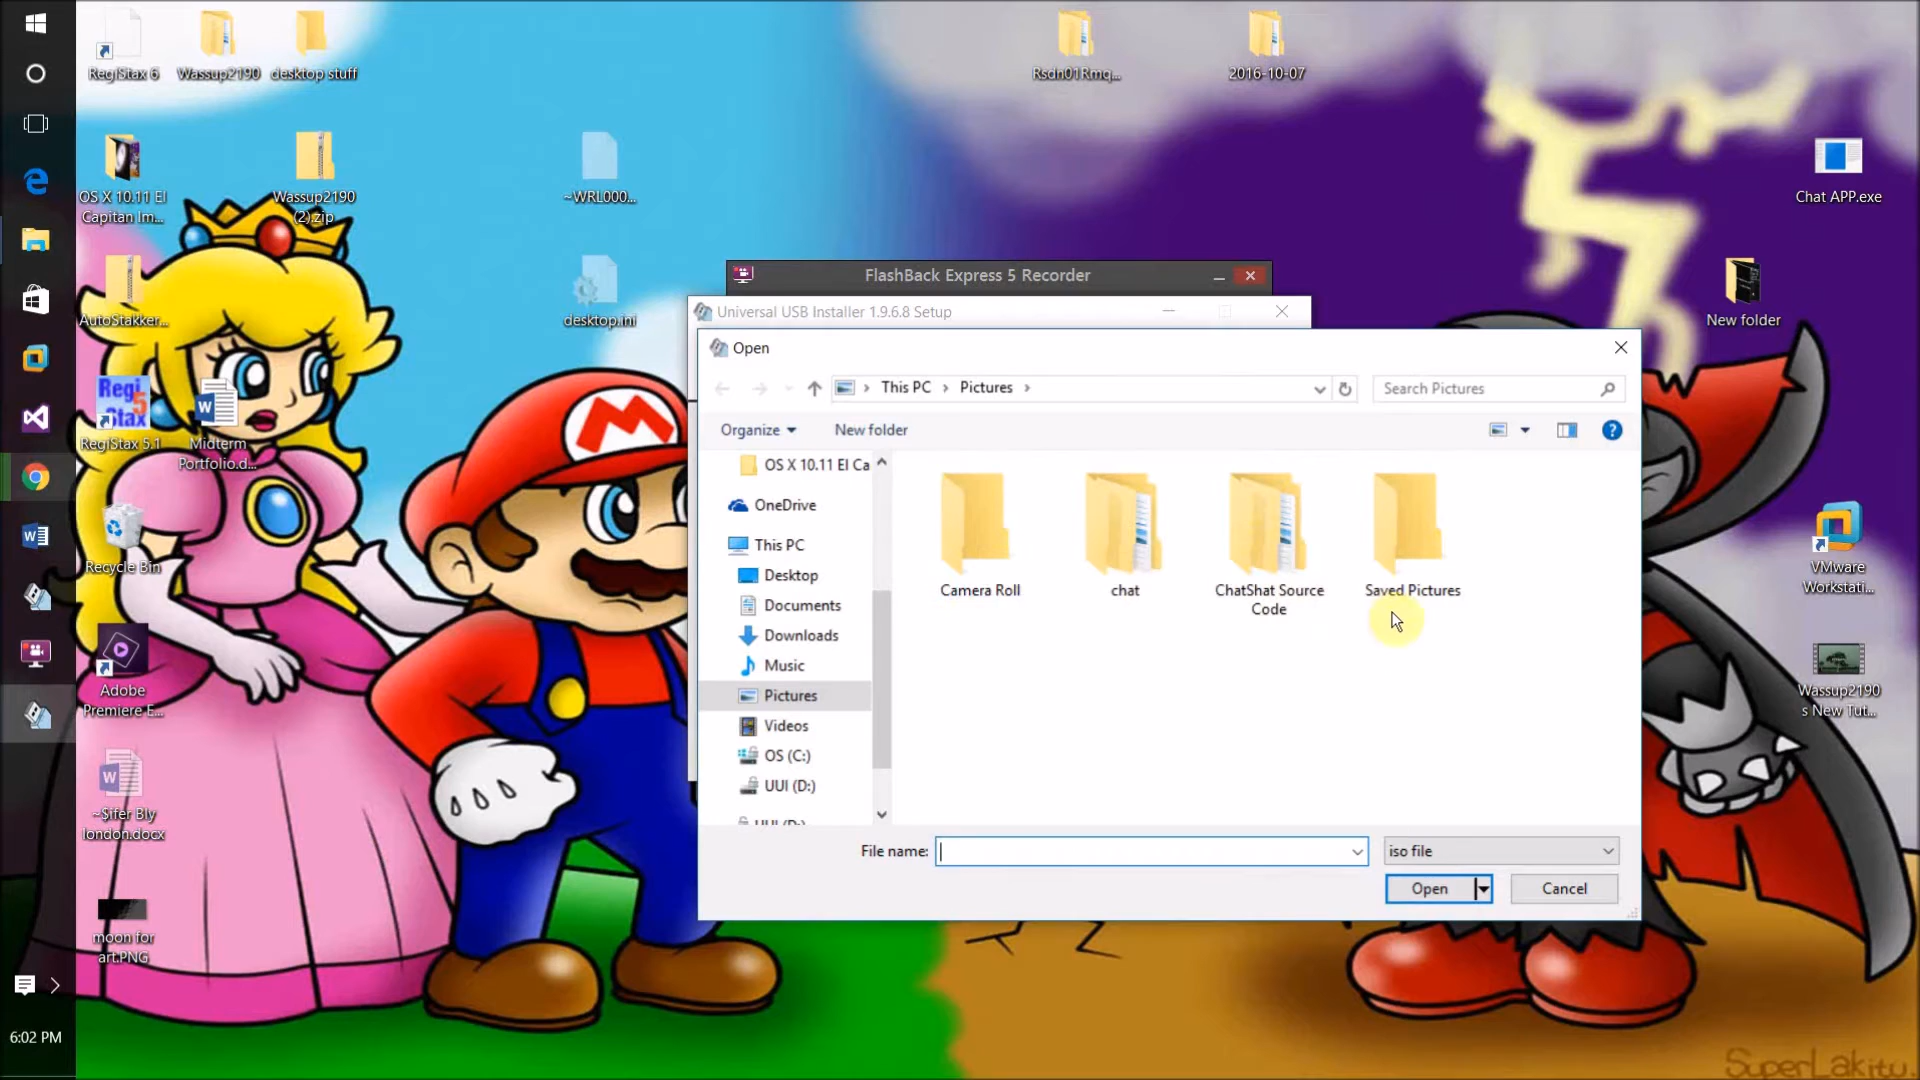 RegiStax 6
Wassup2190
desktop stuff
Rsdn01Rmq...
2016-10-07
OS X 10.11 El
Capitan Im...
Wassup2190
(2).zip
~WRL000...
Chat APP.exe
AutoStakker...
desktop.ini
New folder
FlashBack Express 5 Recorder
Universal USB Installer 1.9.6.8 Setup
Open
This PC
Pictures
Search Pictures
Organize
New folder
Regi
Stax
5
RegiStax 5.1
Midterm
Portfolio.d...
OS X 10.11 El Ca
OneDrive
This PC
Desktop
Documents
Downloads
Music
Pictures
Videos
OS (C:)
UUI (D:)
Camera Roll
chat
ChatShat Source
Code
Saved Pictures
Recycle Bin
VMware
Workstati...
Adobe
Premiere E...
Wassup2190
s New Tut...
~$ifer Bly
london.docx
File name:
iso file
Open
Cancel
moon for
art.PNG
6:02 PM
M
SuperLakitu.